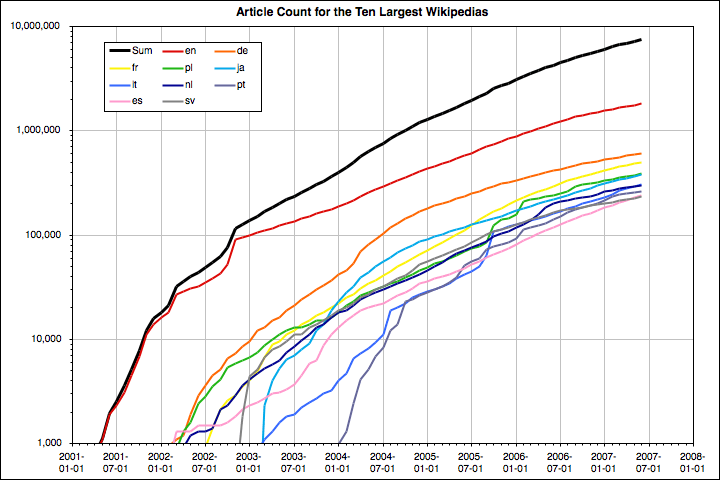 Article Count for the Ten Largest Wikipedias
10,000,000
1,000,000
100,000
10,000
1,000
Sum en de
fr pl ja
it nl pt
es sv
2001- 2001- 2002- 2002- 2003- 2003- 2004- 2004- 2005- 2005- 2006- 2006- 2007- 2007- 2008-
01-01 07-01 01-01 07-01 01-01 07-01 01-01 07-01 01-01 07-01 01-01 07-01 01-01 07-01 01-01